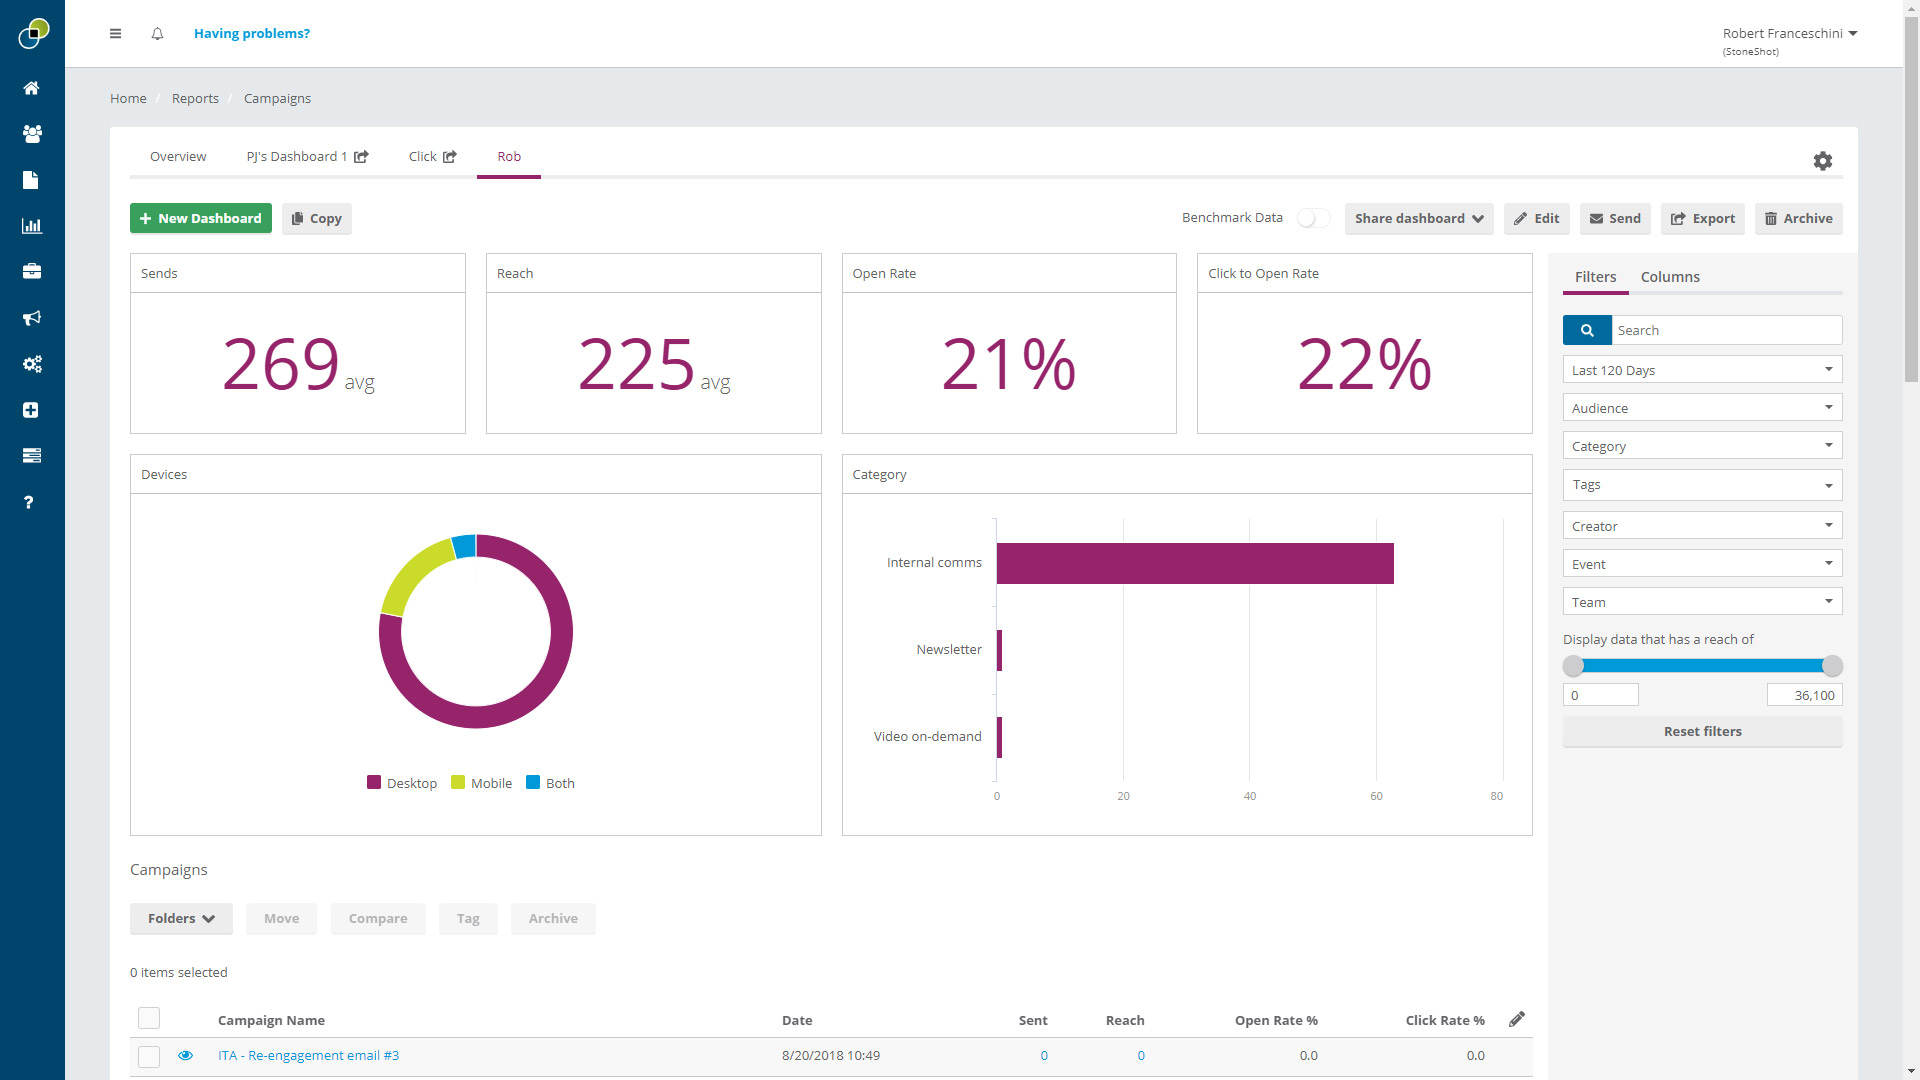 Having problems?
Robert Franceschini
(StoneShot)
Home / Reports / Campaigns
Overview PJ's Dashboard 1 Click Rob
+ New Dashboard Copy Benchmark Data Share dashboard Edit Send Export Archive
Sends
269 avg
Reach
225 avg
Open Rate
21%
Click to Open Rate
22%
Devices
Desktop Mobile Both
Category
Internal comms
Newsletter
Video on-demand
0 20 40 60 80
Filters Columns
Search
Last 120 Days
Audience
Category
Tags
Creator
Event
Team
Display data that has a reach of
0 36,100
Reset filters
Campaigns
Folders Move Compare Tag Archive
0 items selected
Campaign Name Date Sent Reach Open Rate % Click Rate %
ITA - Re-engagement email #3 8/20/2018 10:49 0 0 0.0 0.0
?